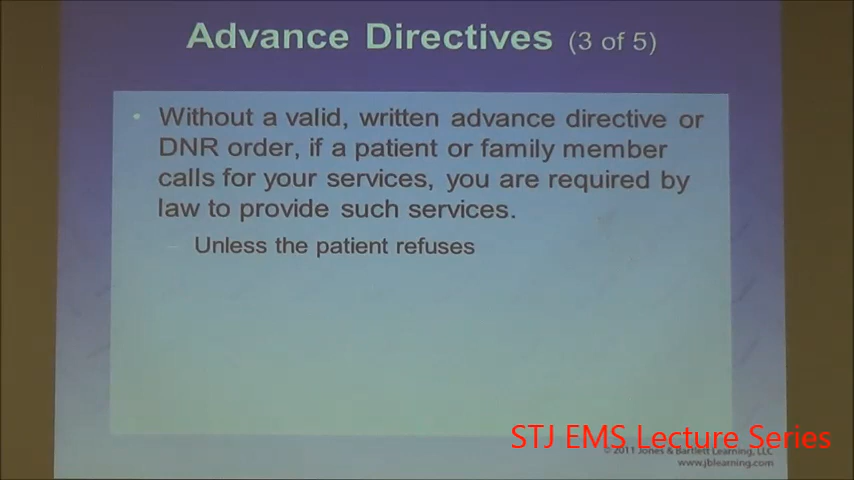 Advance Directives (3 of 5)
• Without a valid, written advance directive or
DNR order, if a patient or family member
calls for your services, you are required by
law to provide such services.
– Unless the patient refuses
STJ EMS Lecture Series
© 2011 Jones & Bartlett Learning, LLC
www.jblearning.com